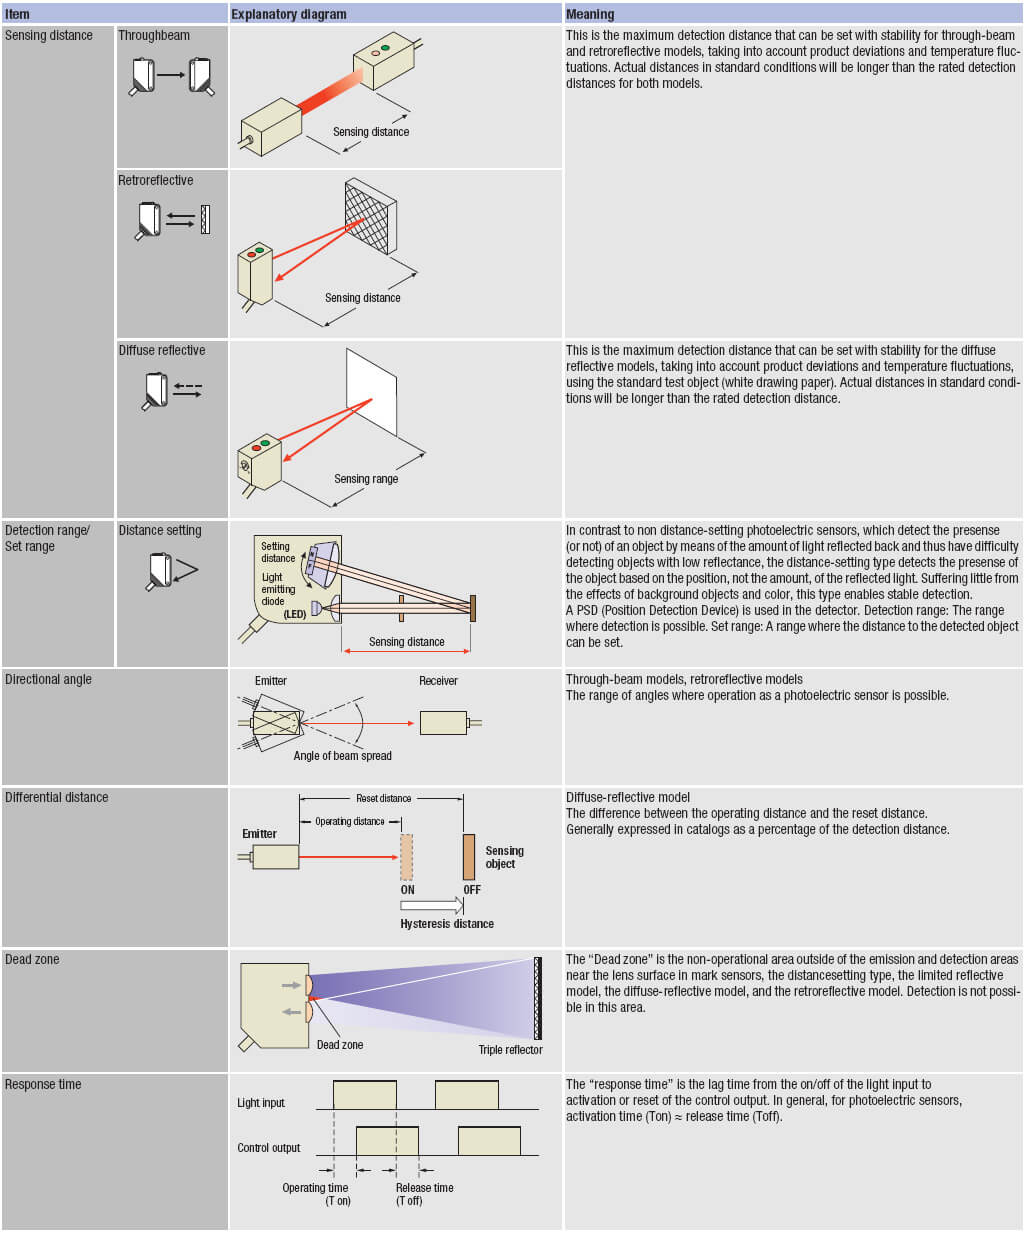 Item
Explanatory diagram
Meaning
Sensing distance
Throughbeam
Sensing distance
This is the maximum detection distance that can be set with stability for through-beam
and retroreflective models, taking into account product deviations and temperature fluc-
tuations. Actual distances in standard conditions will be longer than the rated detection
distances for both models.
Retroreflective
Sensing distance
Diffuse reflective
Sensing range
This is the maximum detection distance that can be set with stability for the diffuse
reflective models, taking into account product deviations and temperature fluctuations,
using the standard test object (white drawing paper). Actual distances in standard condi-
tions will be longer than the rated detection distance.
Detection range/
Set range
Distance setting
Setting
distance
Light
emitting
diode
(LED)
Sensing distance
In contrast to non distance-setting photoelectric sensors, which detect the presense
(or not) of an object by means of the amount of light reflected back and thus have difficulty
detecting objects with low reflectance, the distance-setting type detects the presense of
the object based on the position, not the amount, of the reflected light. Suffering little from
the effects of background objects and color, this type enables stable detection.
A PSD (Position Detection Device) is used in the detector. Detection range: The range
where detection is possible. Set range: A range where the distance to the detected object
can be set.
Directional angle
Emitter
Receiver
Angle of beam spread
Through-beam models, retroreflective models
The range of angles where operation as a photoelectric sensor is possible.
Differential distance
Reset distance
Operating distance
Emitter
Sensing
object
ON
OFF
Hysteresis distance
Diffuse-reflective model
The difference between the operating distance and the reset distance.
Generally expressed in catalogs as a percentage of the detection distance.
Dead zone
Dead zone
Triple reflector
The “Dead zone” is the non-operational area outside of the emission and detection areas
near the lens surface in mark sensors, the distancesetting type, the limited reflective
model, the diffuse-reflective model, and the retroreflective model. Detection is not possi-
ble in this area.
Response time
Light input
Control output
Operating time
(T on)
Release time
(T off)
The “response time” is the lag time from the on/off of the light input to
activation or reset of the control output. In general, for photoelectric sensors,
activation time (Ton) ≈ release time (Toff).